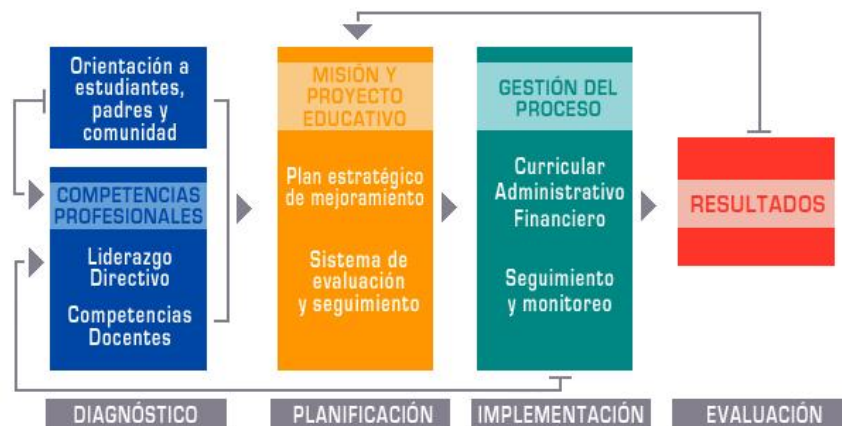 Orientación a
estudiantes,
padres y
comunidad
COMPETENCIAS
PROFESIONALES
Liderazgo
Directivo
Competencias
Docentes
MISIÓN Y
PROYECTO
EDUCATIVO
Plan estratégico
de mejoramiento
Sistema de
evaluación
y seguimiento
GESTIÓN DEL
PROCESO
Curricular
Administrativo
Financiero
Seguimiento
y monitoreo
RESULTADOS
DIAGNÓSTICO
PLANIFICACIÓN
IMPLEMENTACIÓN
EVALUACIÓN